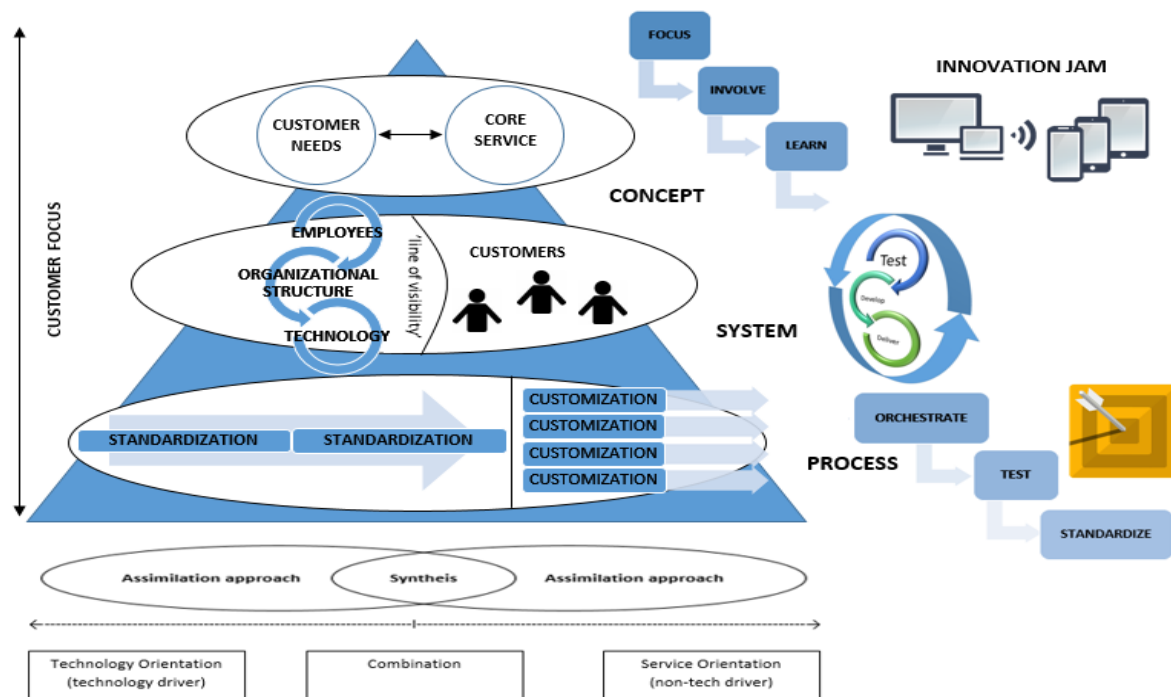 FOCUS
INNOVATION JAM
INVOLVE
CUSTOMER
NEEDS
CORE
SERVICE
LEARN
CONCEPT
CUSTOMER FOCUS
EMPLOYEES
ORGANIZATIONAL
STRUCTURE
TECHNOLOGY
'line of visibility'
CUSTOMERS
SYSTEM
Test
Develop
Deliver
STANDARDIZATION
STANDARDIZATION
CUSTOMIZATION
CUSTOMIZATION
CUSTOMIZATION
CUSTOMIZATION
PROCESS
ORCHESTRATE
TEST
STANDARDIZE
Assimilation approach
Syntheis
Assimilation approach
Technology Orientation
(technology driver)
Combination
Service Orientation
(non-tech driver)